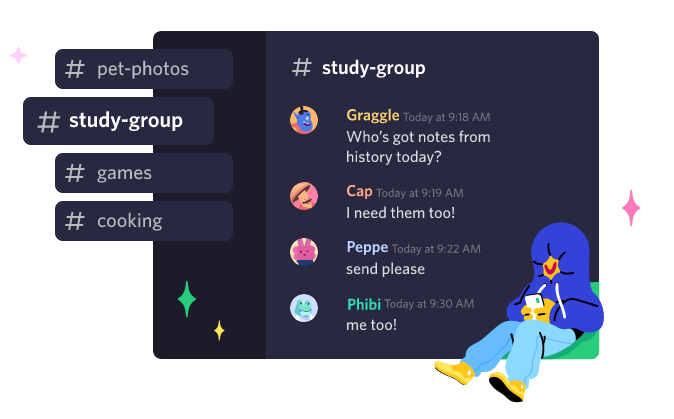 # pet-photos
# study-group
# games
# cooking
# study-group
Graggle Today at 9:18 AM
Who's got notes from
history today?
Cap Today at 9:19 AM
I need them too!
Peppe Today at 9:22 AM
send please
Phibi Today at 9:30 AM
me too!